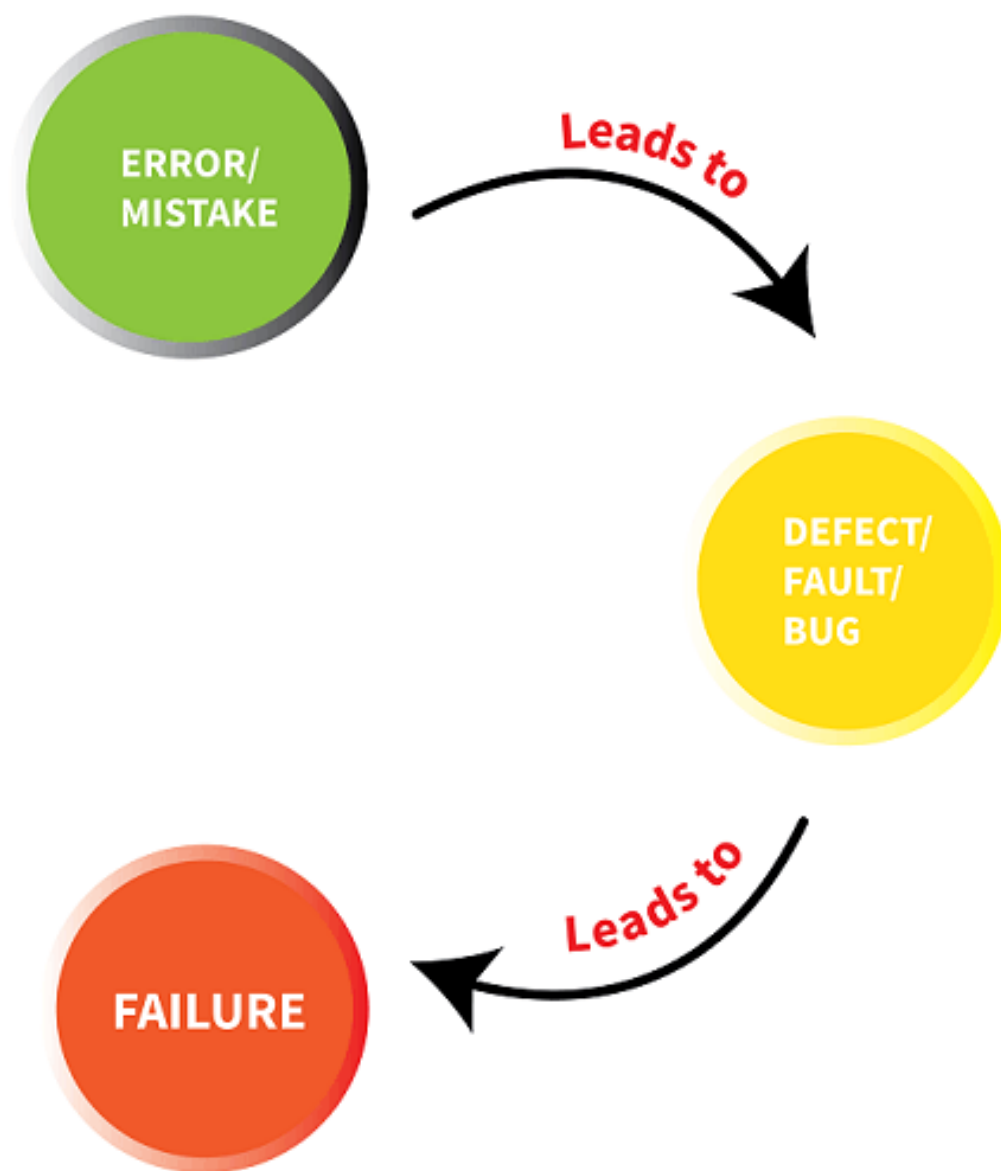 ERROR/
MISTAKE
Leads to
DEFECT/
FAULT/
BUG
Leads to
FAILURE